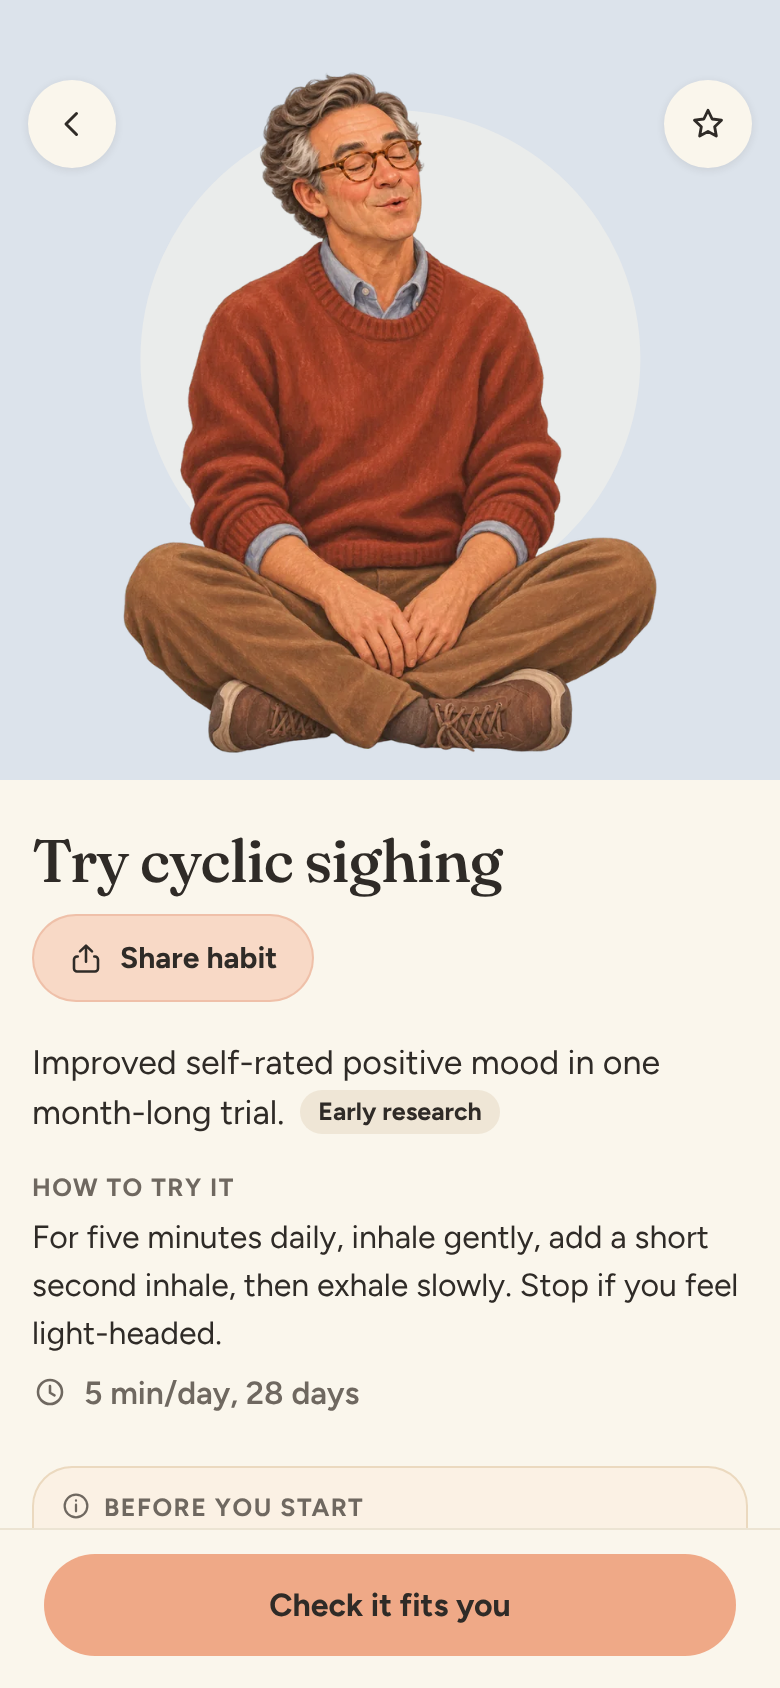 Try cyclic sighing
Share habit
Improved self-rated positive mood in one
month-long trial. Early research
HOW TO TRY IT
For five minutes daily, inhale gently, add a short
second inhale, then exhale slowly. Stop if you feel
light-headed.
5 min/day, 28 days
BEFORE YOU START
Check it fits you